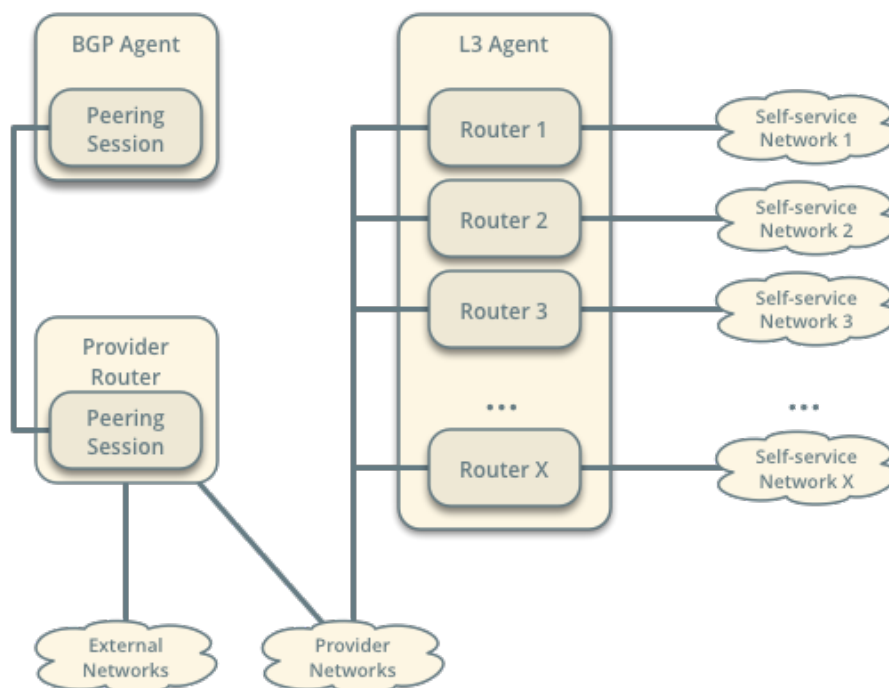 BGP Agent
Peering
Session
Provider
Router
Peering
Session
External
Networks
Provider
Networks
L3 Agent
Router 1
Router 2
Router 3
...
Router X
Self-service
Network 1
Self-service
Network 2
Self-service
Network 3
...
Self-service
Network X